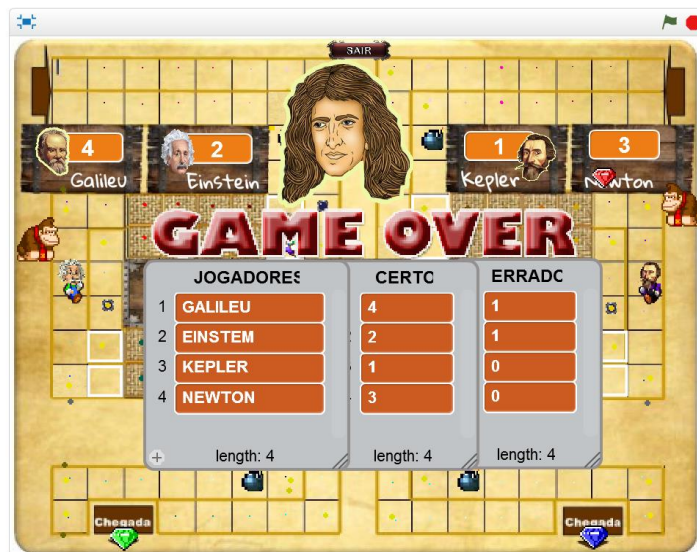 SAIR
4 2 1 3
Galileu Einstein Kepler Newton
GAME OVER
JOGADORES CERTO ERRADO
1 GALILEU 4 1
2 EINSTEM 2 1
3 KEPLER 1 0
4 NEWTON 3 0
+ length: 4 length: 4 length: 4
Chegada Chegada